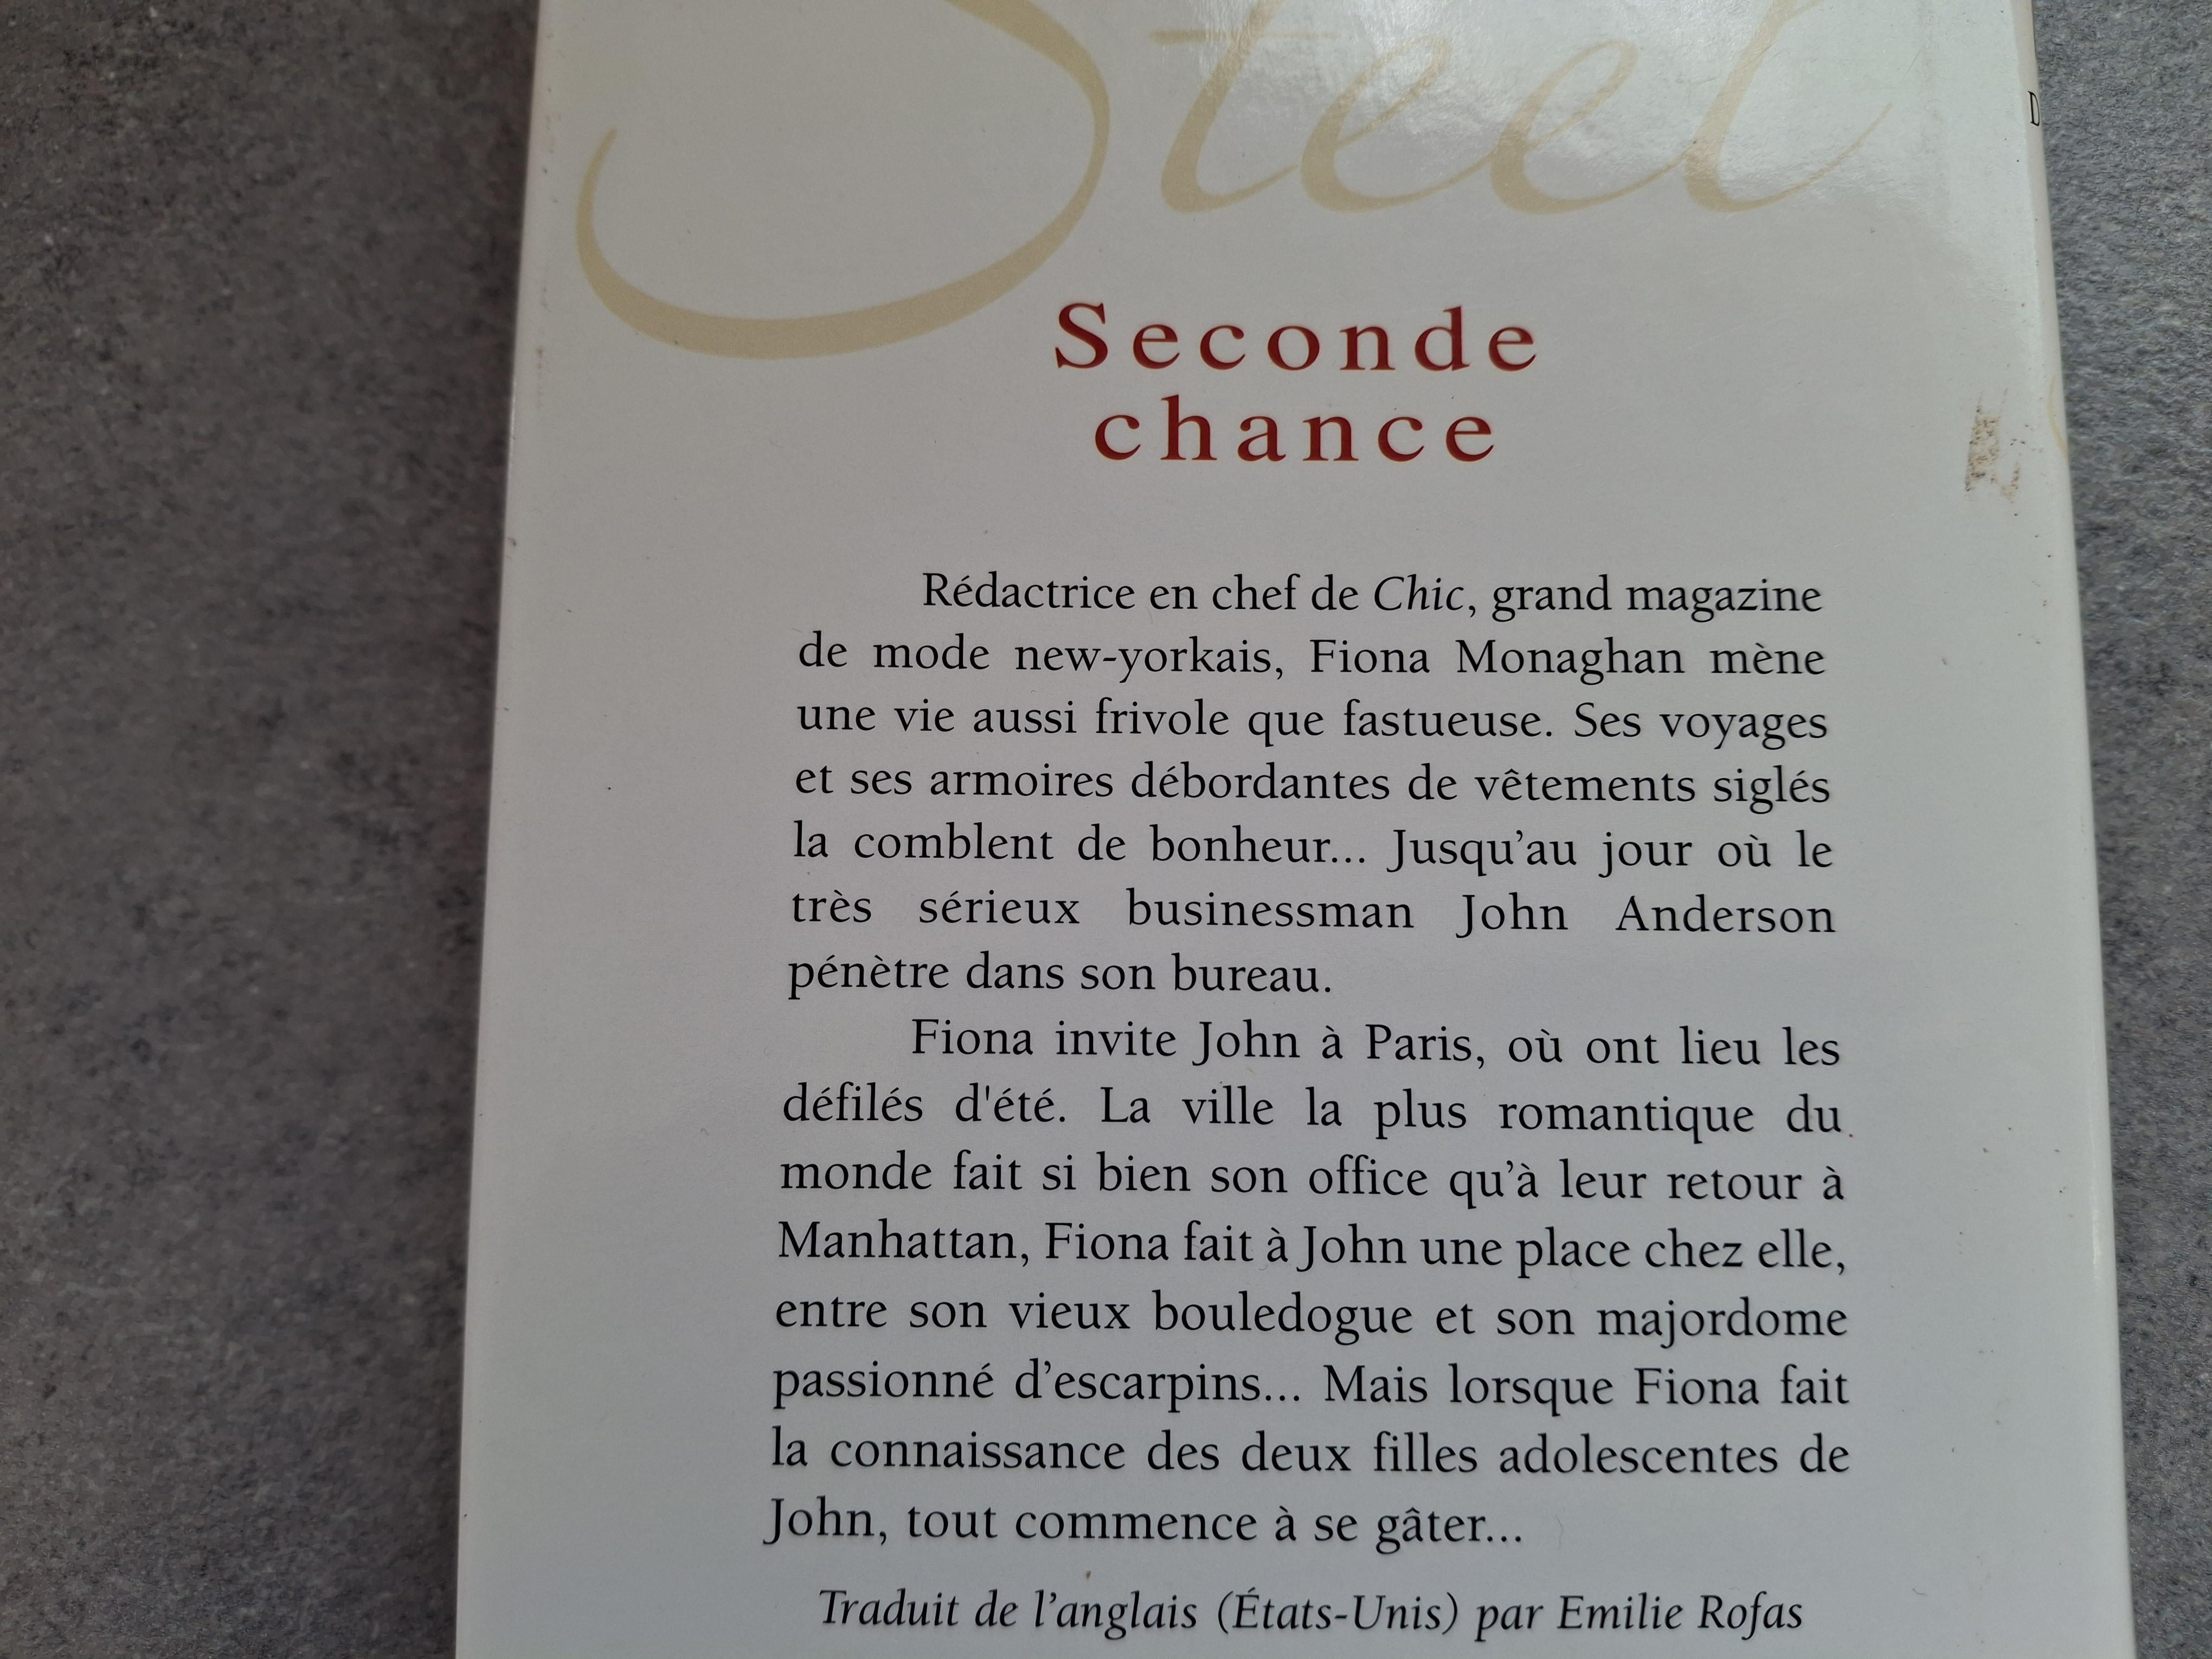 Steel
Seconde
chance
Rédactrice en chef de Chic, grand magazine
de mode new-yorkais, Fiona Monaghan mène
une vie aussi frivole que fastueuse. Ses voyages
et ses armoires débordantes de vêtements siglés
la comblent de bonheur... Jusqu’au jour où le
très sérieux businessman John Anderson
pénètre dans son bureau.
Fiona invite John à Paris, où ont lieu les
défilés d'été. La ville la plus romantique du
monde fait si bien son office qu’à leur retour à
Manhattan, Fiona fait à John une place chez elle,
entre son vieux bouledogue et son majordome
passionné d’escarpins... Mais lorsque Fiona fait
la connaissance des deux filles adolescentes de
John, tout commence à se gâter...
Traduit de l’anglais (États-Unis) par Emilie Rofas